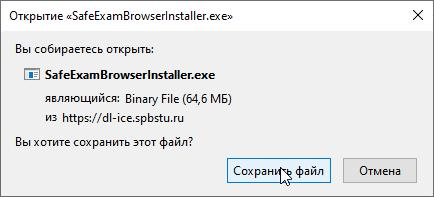 Открытие «SafeExamBrowserInstaller.exe»
Вы собираетесь открыть:
SafeExamBrowserInstaller.exe
являющийся: Binary File (64,6 МБ)
из https://dl-ice.spbstu.ru
Вы хотите сохранить этот файл?
Сохранить файл Отмена